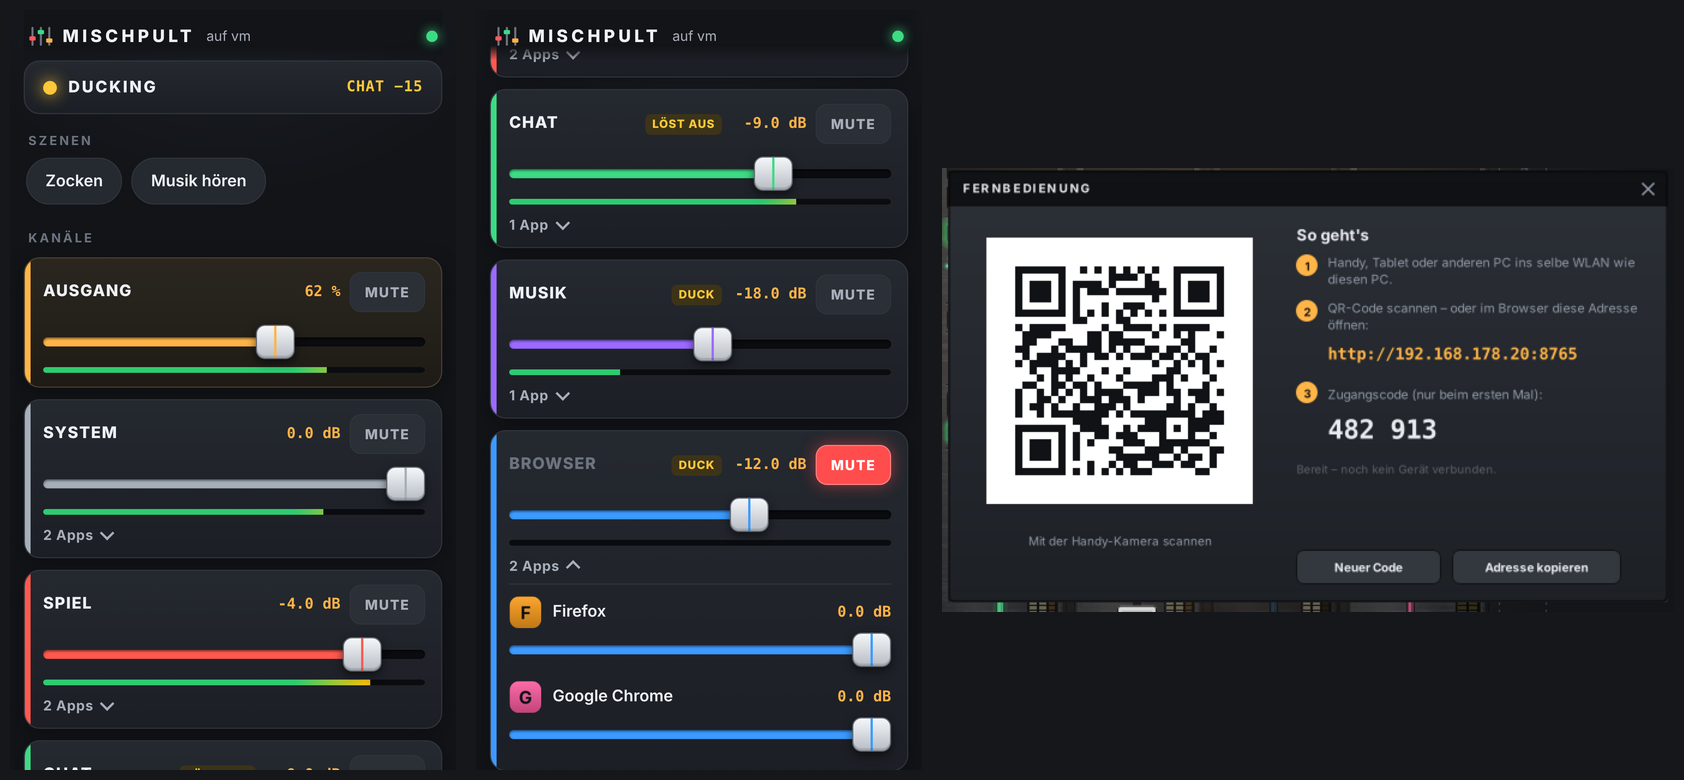 MISCHPULT auf vm
DUCKING CHAT −15
SZENEN
Zocken Musik hören
KANÄLE
AUSGANG 62 % MUTE
SYSTEM 0.0 dB MUTE
2 Apps
SPIEL -4.0 dB MUTE
2 Apps
MISCHPULT auf vm
2 Apps
CHAT LÖST AUS -9.0 dB MUTE
1 App
MUSIK DUCK -18.0 dB MUTE
1 App
BROWSER DUCK -12.0 dB MUTE
2 Apps
F Firefox 0.0 dB
G Google Chrome 0.0 dB
FERNBEDIENUNG
So geht's
1 Handy, Tablet oder anderen PC ins selbe WLAN wie
diesen PC.
2 QR-Code scannen – oder im Browser diese Adresse
öffnen:
http://192.168.178.20:8765
3 Zugangscode (nur beim ersten Mal):
482 913
Bereit – noch kein Gerät verbunden.
Mit der Handy-Kamera scannen
Neuer Code Adresse kopieren